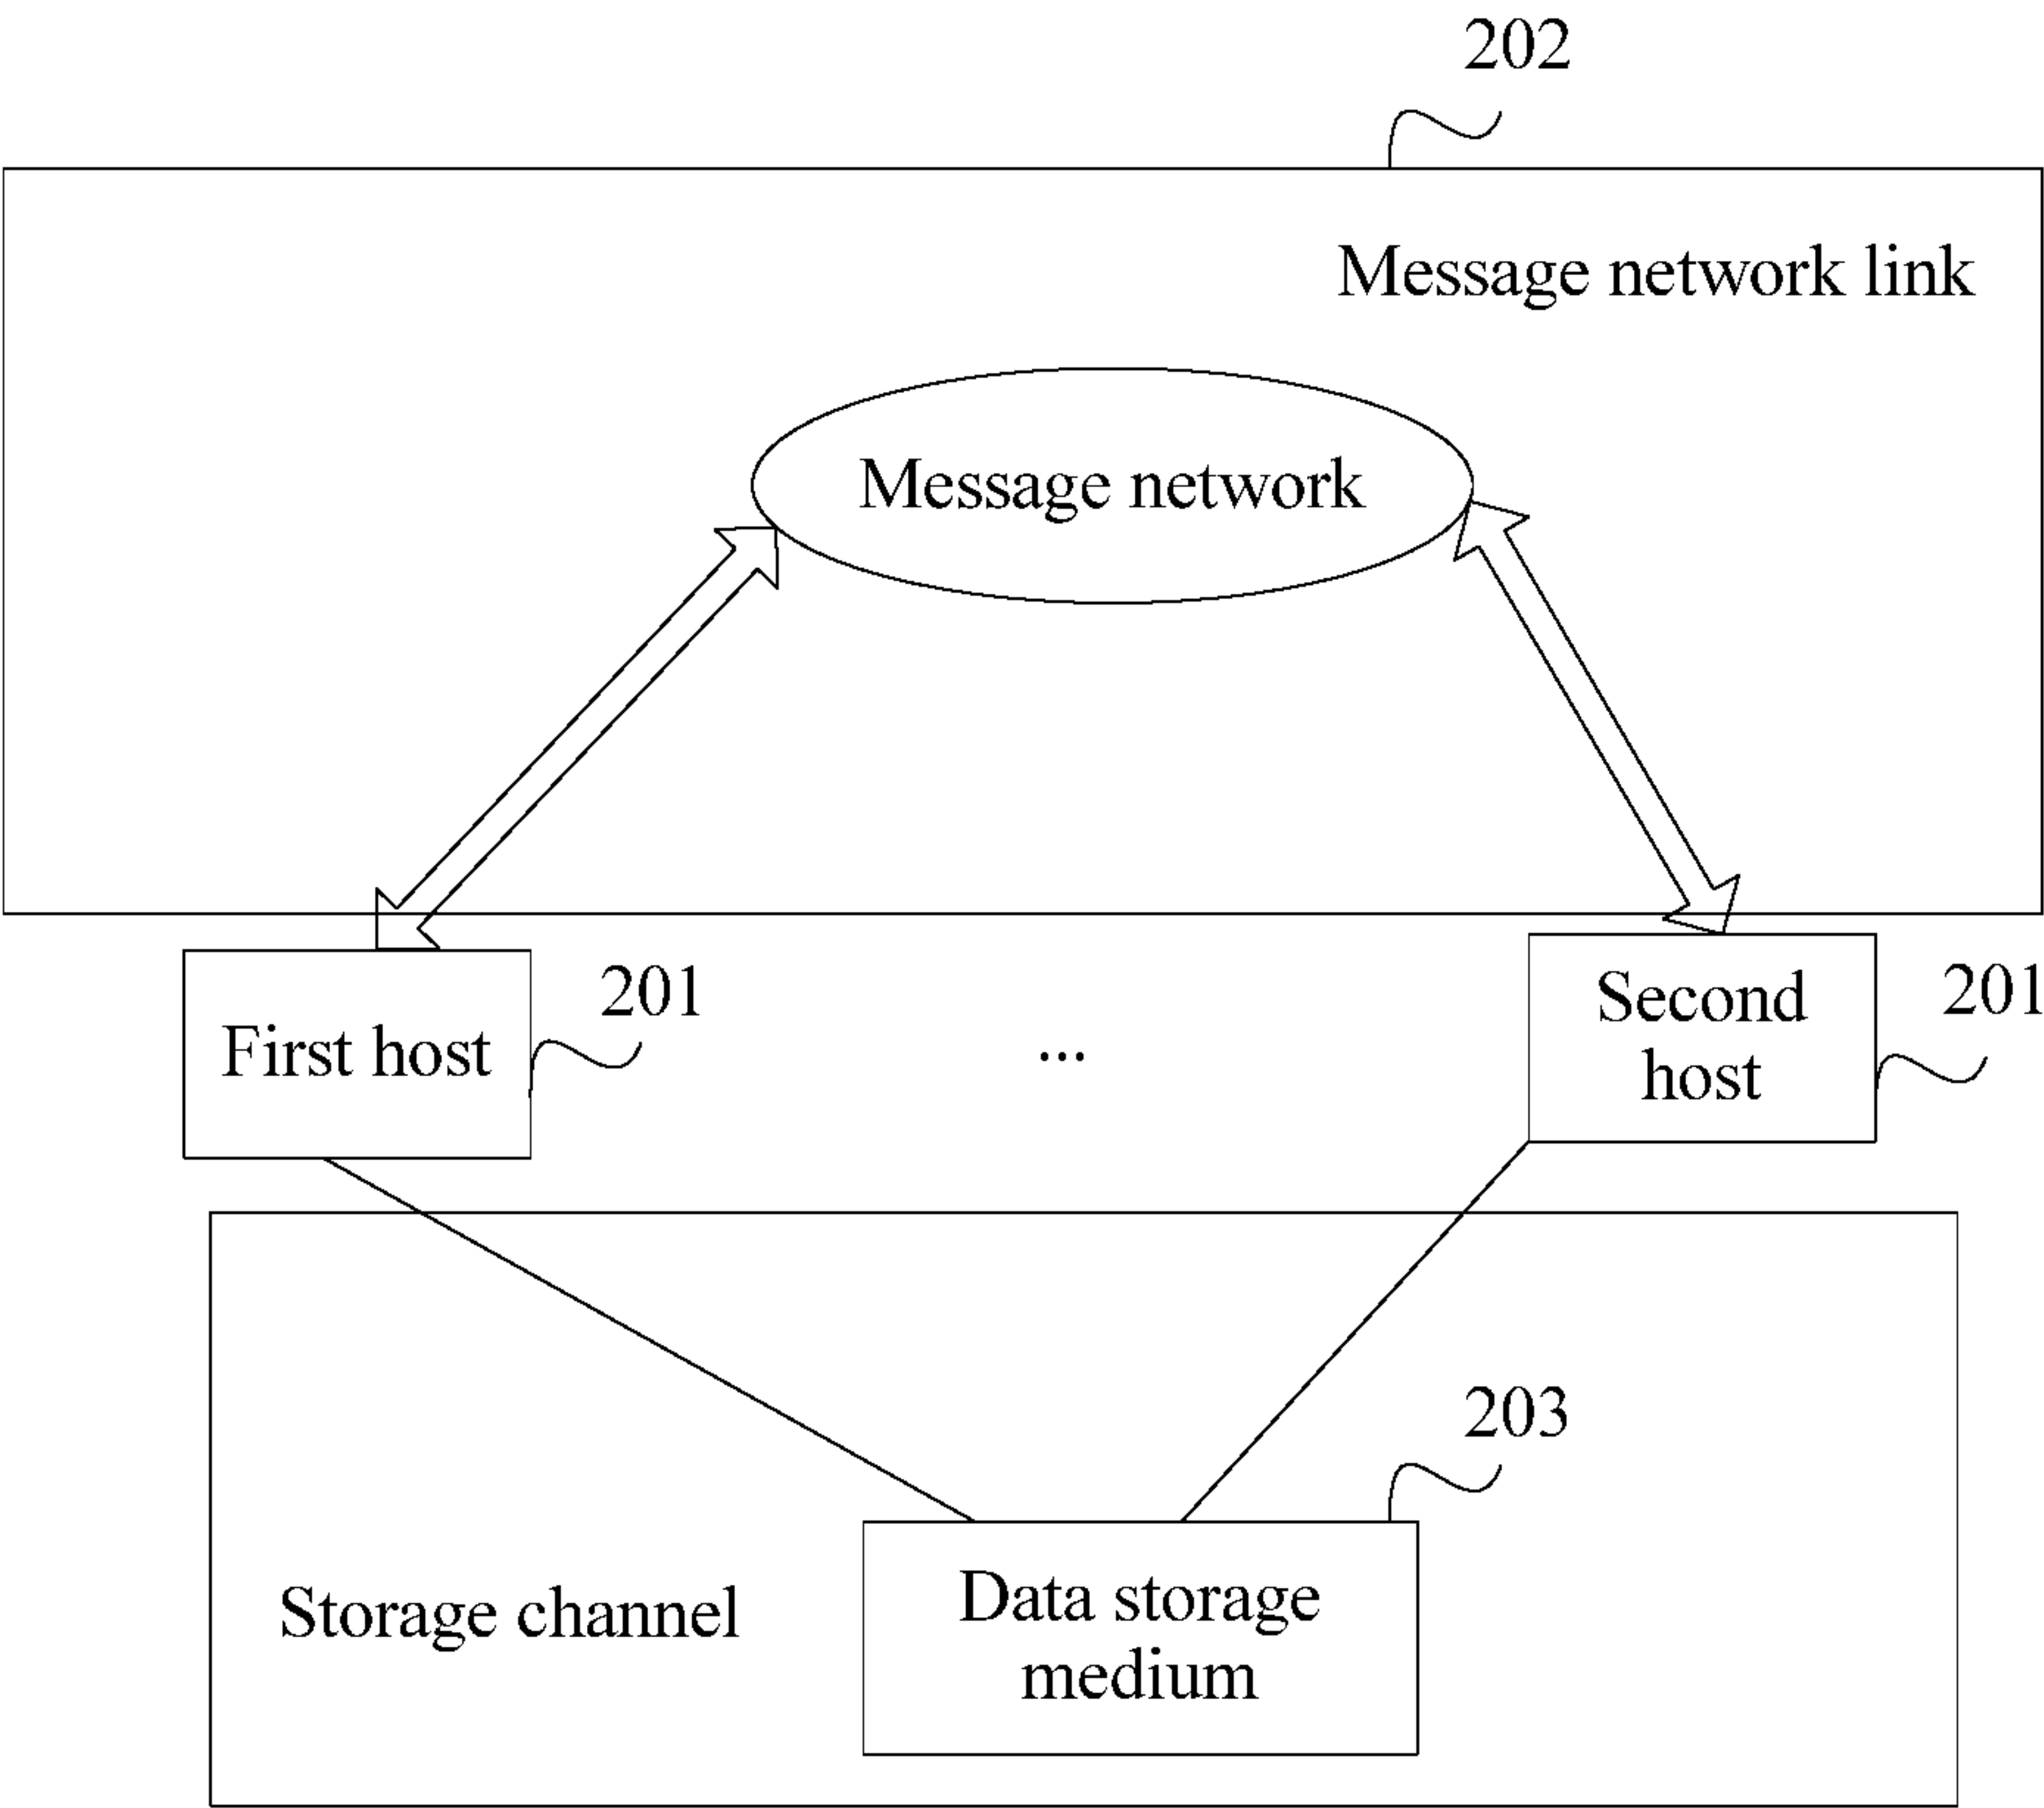 202
Message network link
Message network
First host
201
...
Second
host
201
203
Storage channel
Data storage
medium